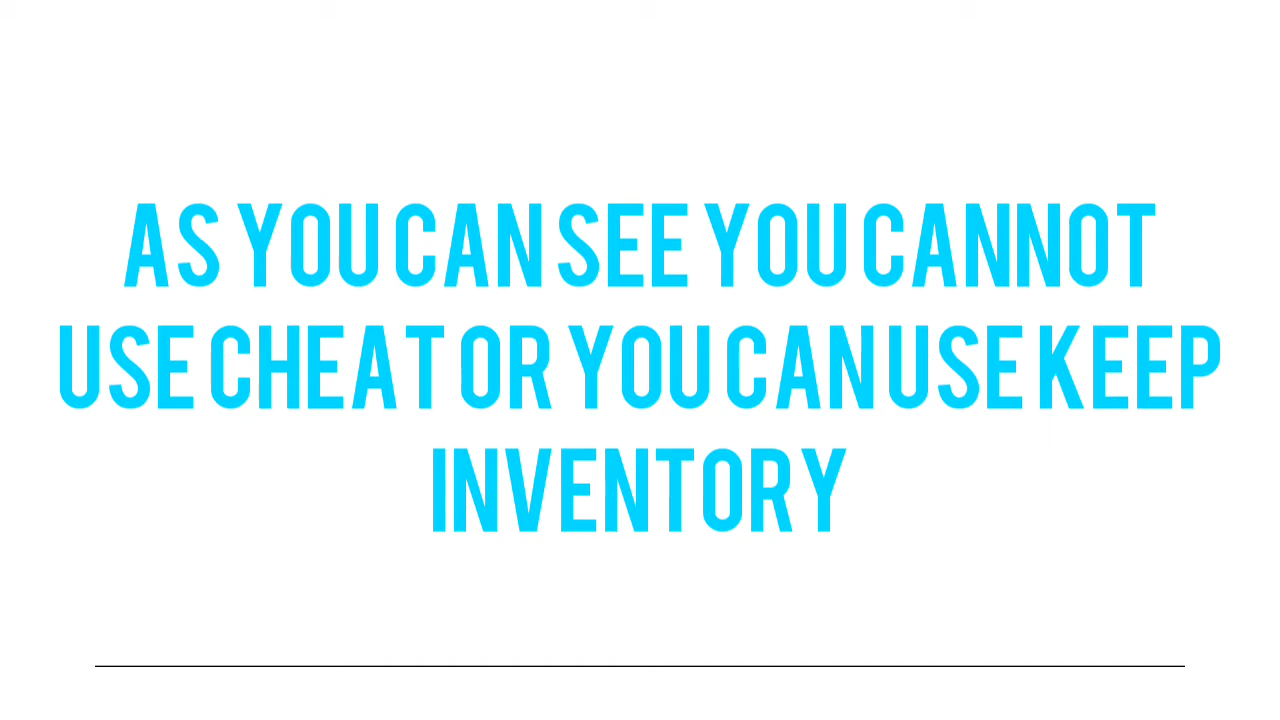 AS YOU CAN SEE YOU CANNOT
USE CHEAT OR YOU CAN USE KEEP
INVENTORY